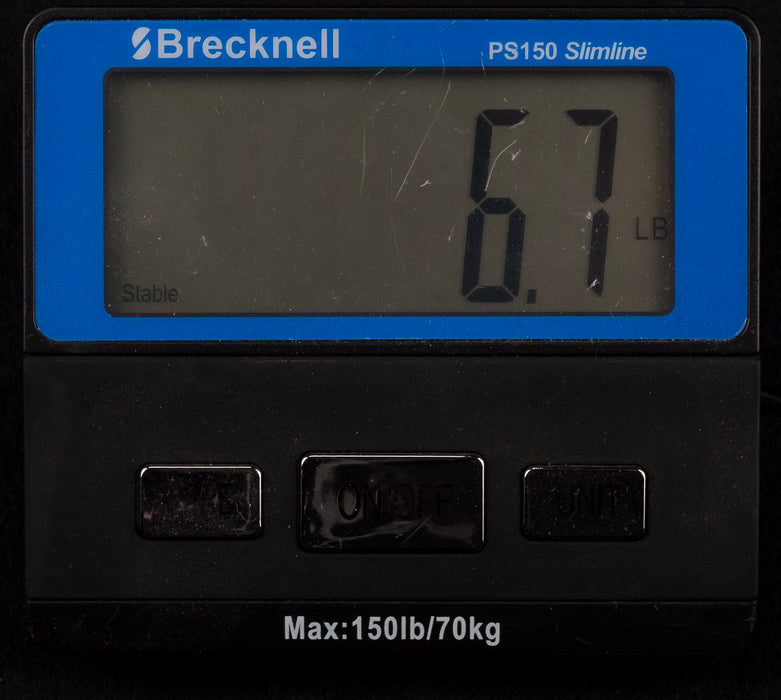 Brecknell
PS150 Slimline
6.7
LB
Stable
ON/OFF
UNIT
Max:150lb/70kg